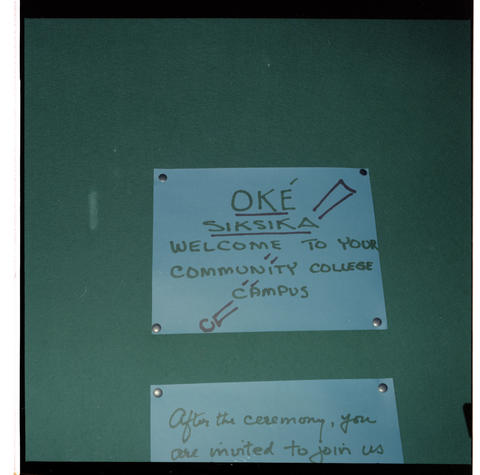 OKÉ
SIKSIKA
WELCOME TO YOUR
COMMUNITY COLLEGE
CAMPUS
After the ceremony, you
are invited to join us